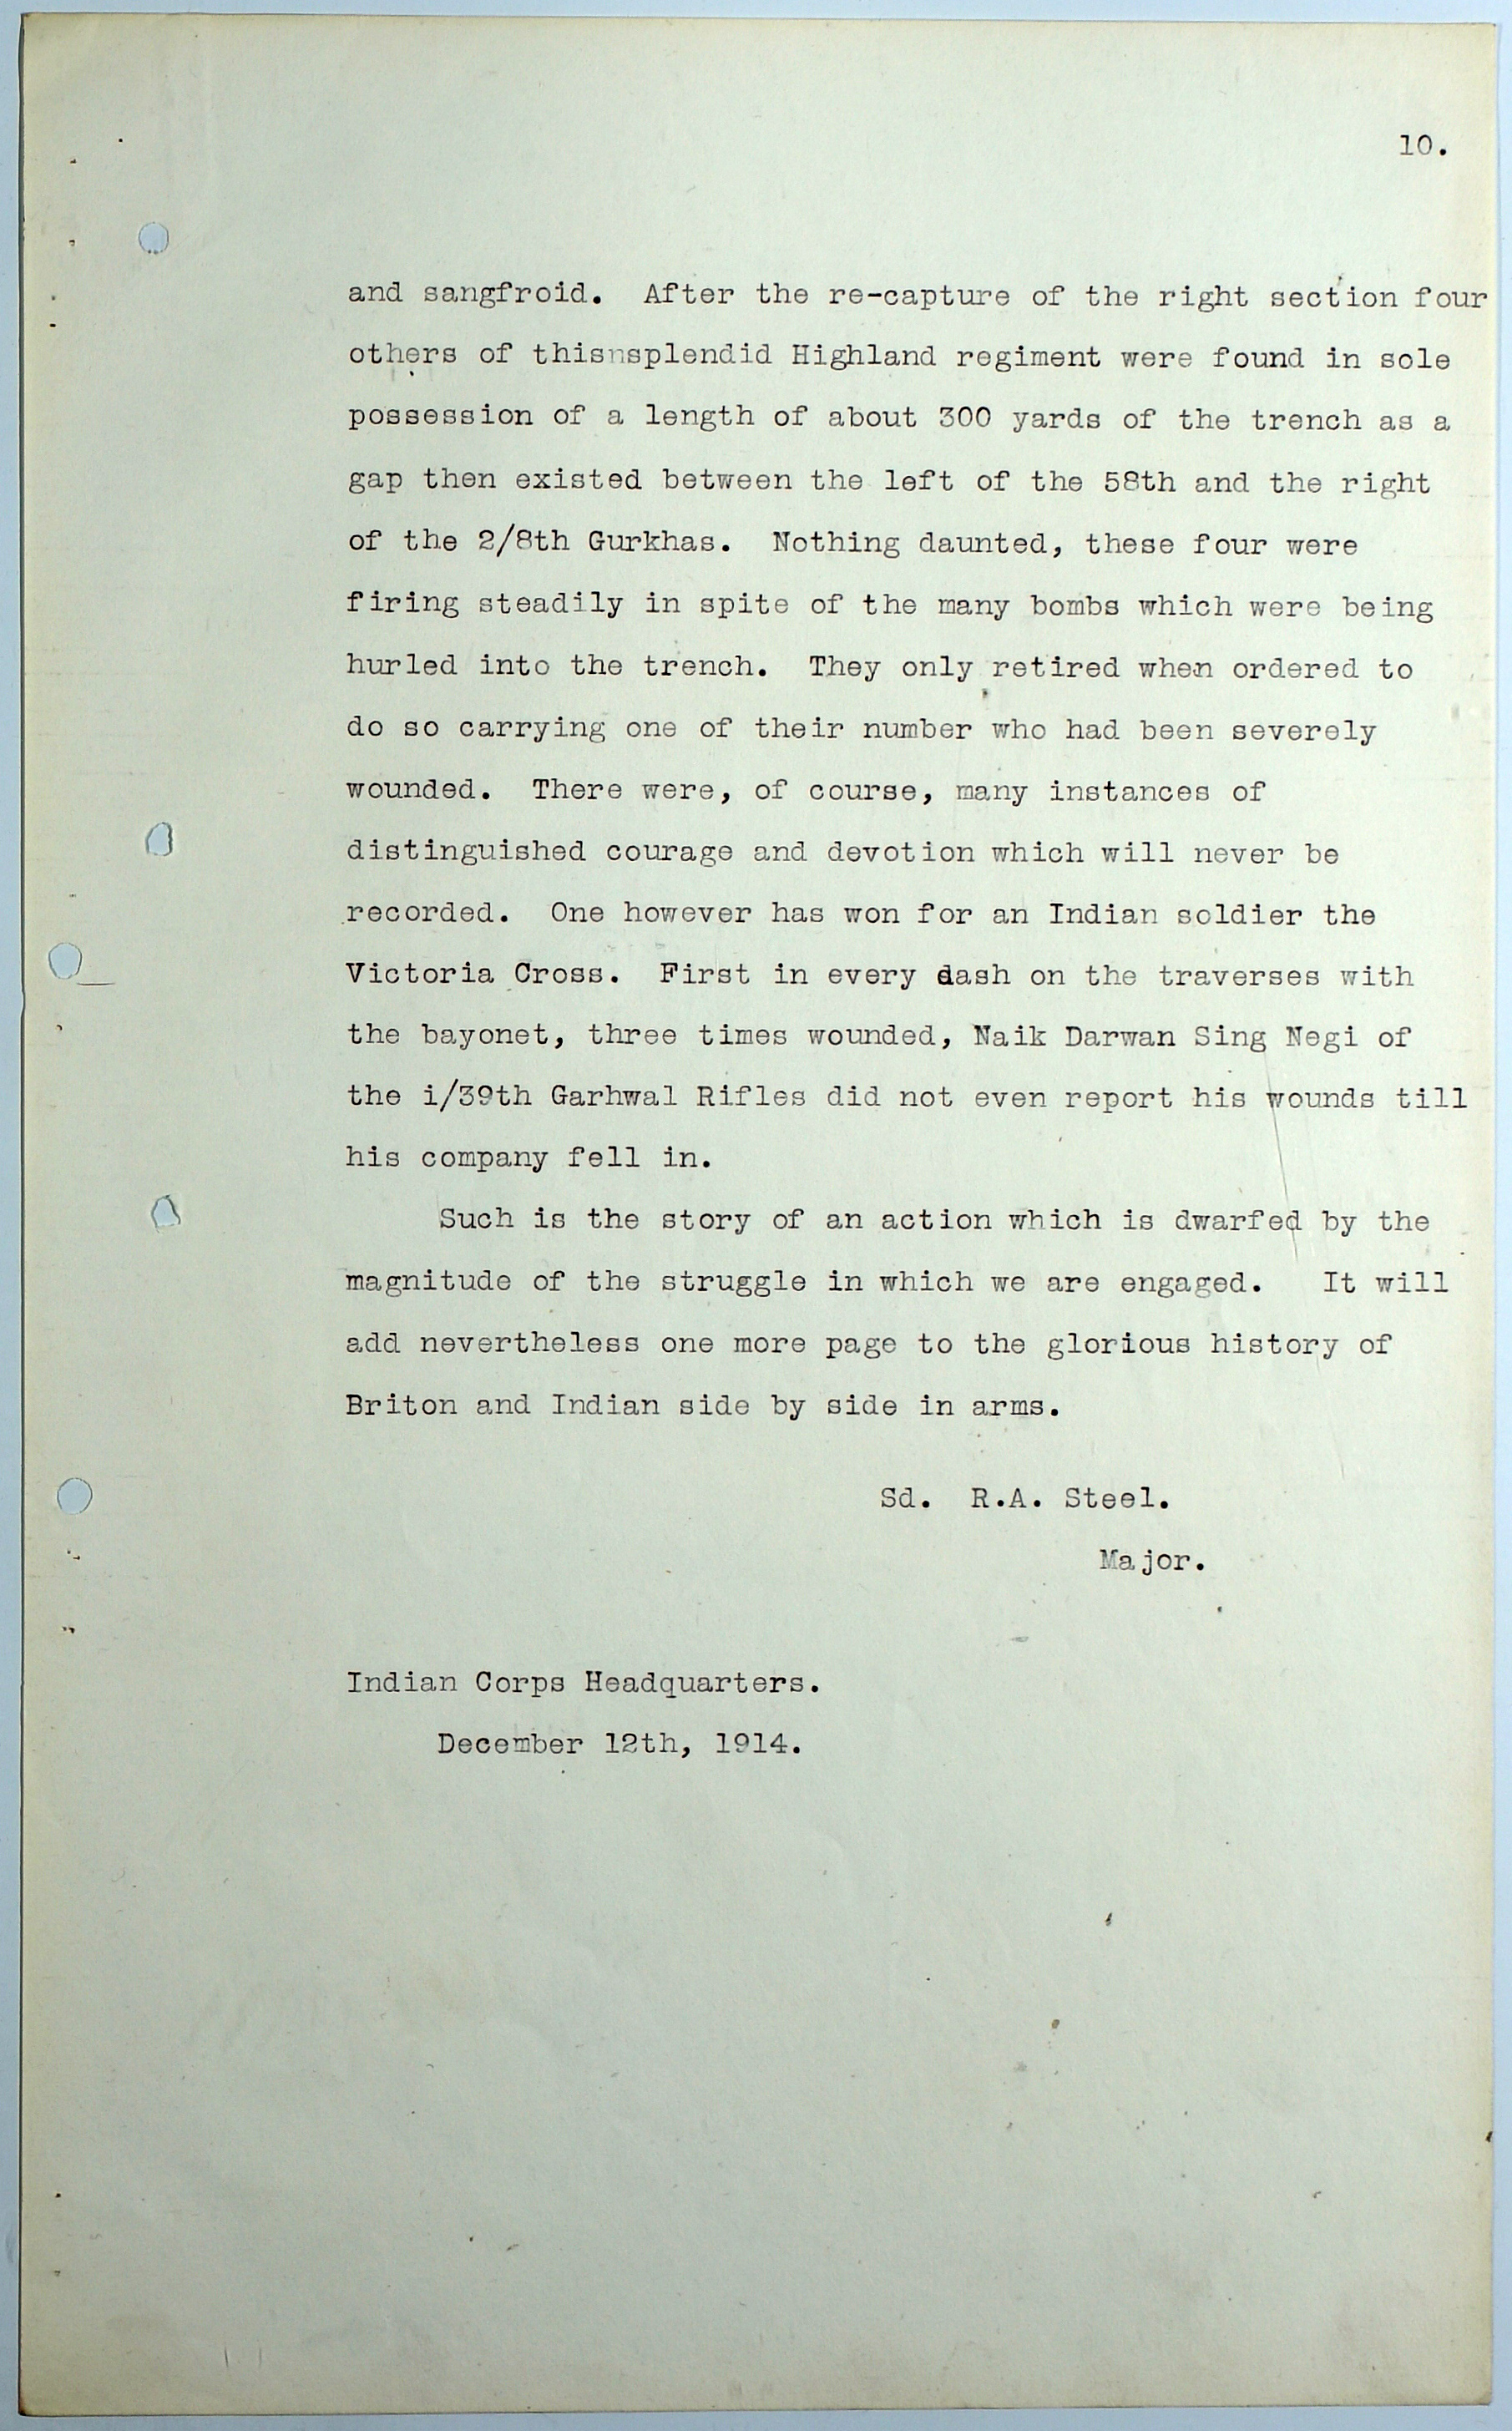 10.
and sangfroid. After the re-capture of the right section four
others of thisnsplendid Highland regiment were found in sole
possession of a length of about 300 yards of the trench as a
gap then existed between the left of the 58th and the right
of the 2/8th Gurkhas. Nothing daunted, these four were
firing steadily in spite of the many bombs which were being
hurled into the trench. They only retired when ordered to
do so carrying one of their number who had been severely
wounded. There were, of course, many instances of
distinguished courage and devotion which will never be
recorded. One however has won for an Indian soldier the
Victoria Cross. First in every dash on the traverses with
the bayonet, three times wounded, Naik Darwan Sing Negi of
the i/39th Garhwal Rifles did not even report his wounds till
his company fell in.
Such is the story of an action which is dwarfed by the
magnitude of the struggle in which we are engaged. It will
add nevertheless one more page to the glorious history of
Briton and Indian side by side in arms.
Sd. R.A. Steel.
Major.
Indian Corps Headquarters.
December 12th, 1914.